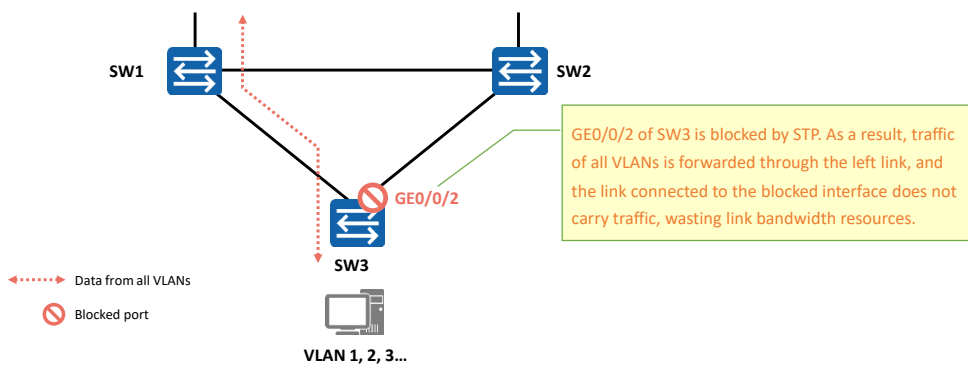 SW1
SW2
GE0/0/2 of SW3 is blocked by STP. As a result, traffic
of all VLANs is forwarded through the left link, and
the link connected to the blocked interface does not
carry traffic, wasting link bandwidth resources.
GE0/0/2
SW3
Data from all VLANs
Blocked port
VLAN 1, 2, 3...